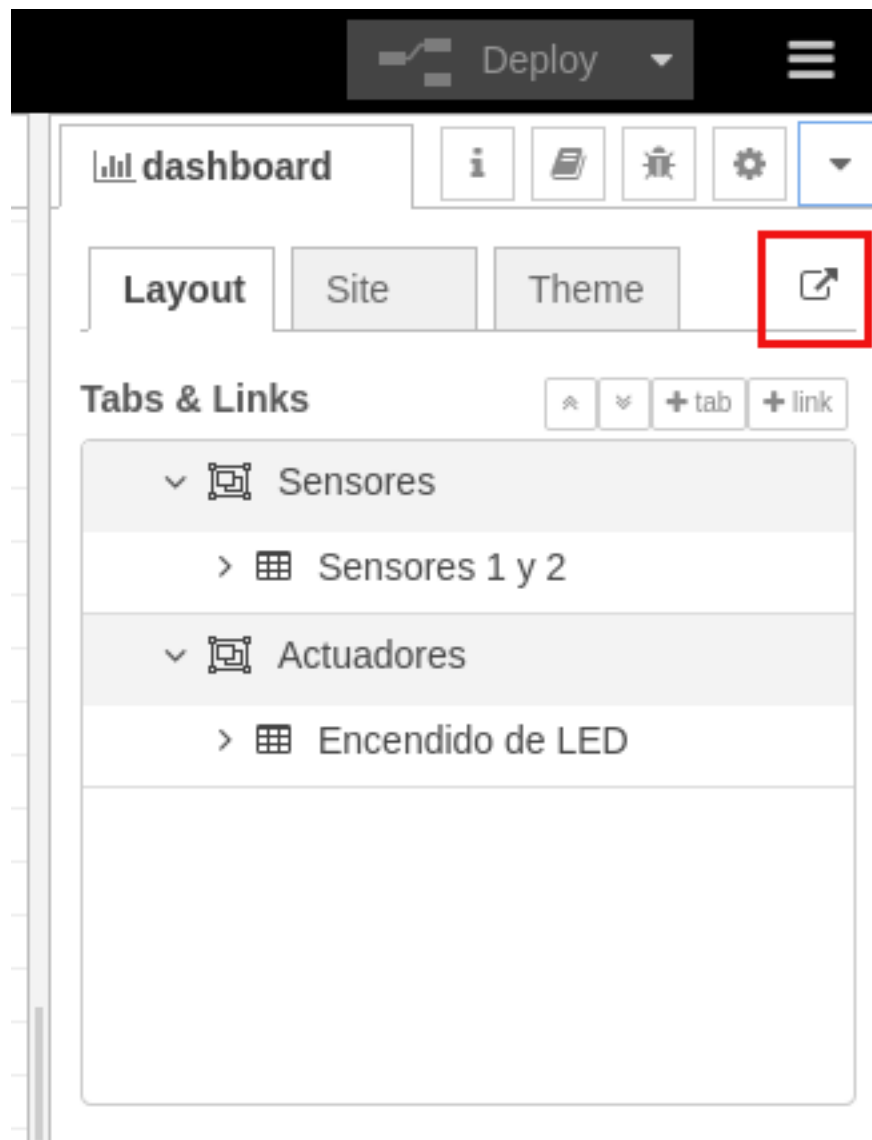 Deploy
dashboard
Layout Site Theme
Tabs & Links tab link
Sensores
Sensores 1 y 2
Actuadores
Encendido de LED